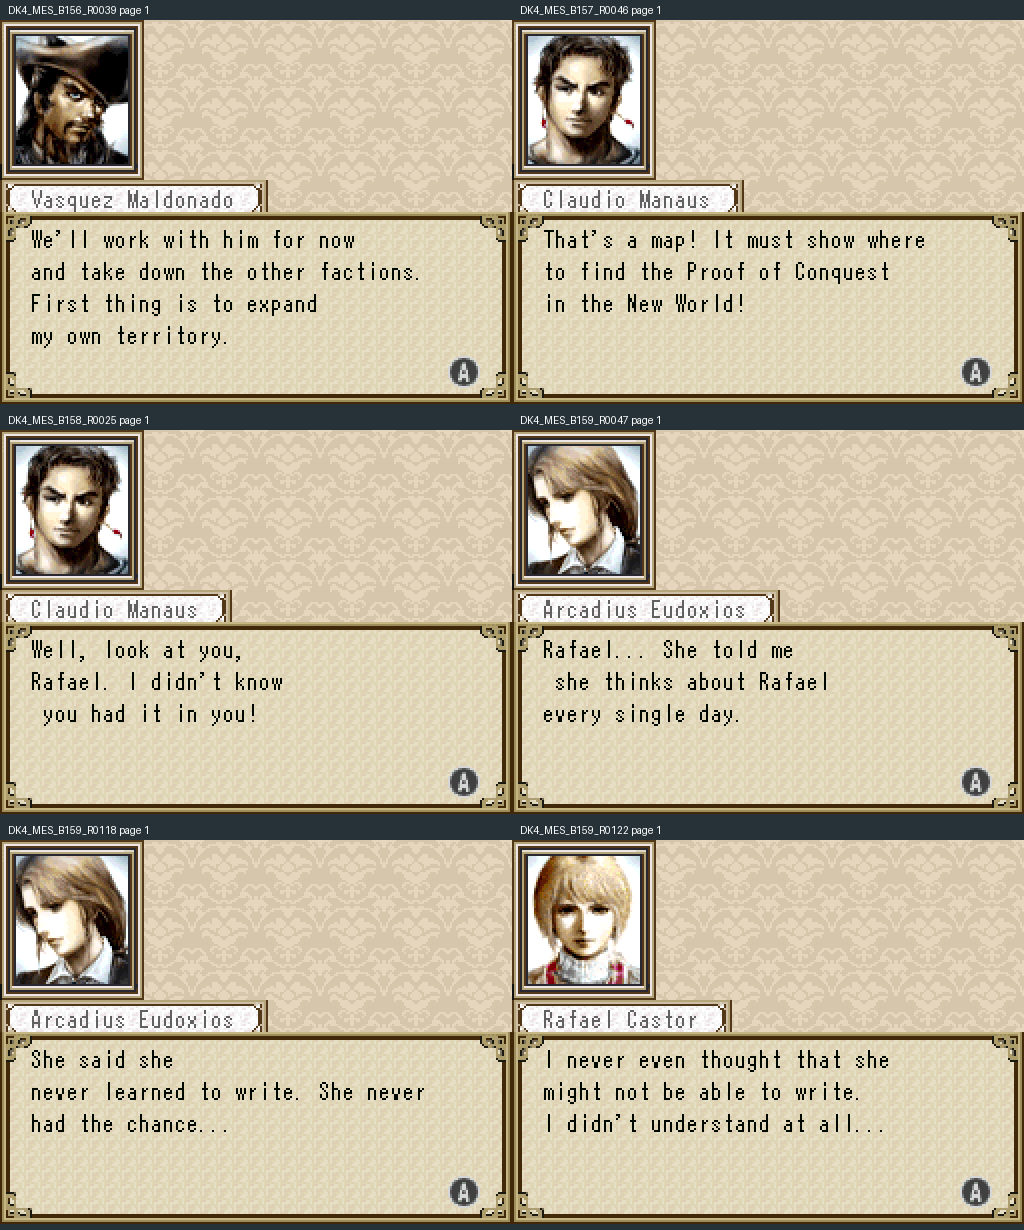 DK4_MES_B156_R0039 page 1
Vasquez Maldonado
We'll work with him for now
and take down the other factions.
First thing is to expand
my own territory.
A
DK4_MES_B157_R0046 page 1
Claudio Manaus
That's a map! It must show where
to find the Proof of Conquest
in the New World!
A
DK4_MES_B158_R0025 page 1
Claudio Manaus
Well, look at you,
Rafael. I didn't know
you had it in you!
A
DK4_MES_B159_R0047 page 1
Arcadius Eudoxios
Rafael... She told me
she thinks about Rafael
every single day.
A
DK4_MES_B159_R0118 page 1
Arcadius Eudoxios
She said she
never learned to write. She never
had the chance...
A
DK4_MES_B159_R0122 page 1
Rafael Castor
I never even thought that she
might not be able to write.
I didn't understand at all...
A